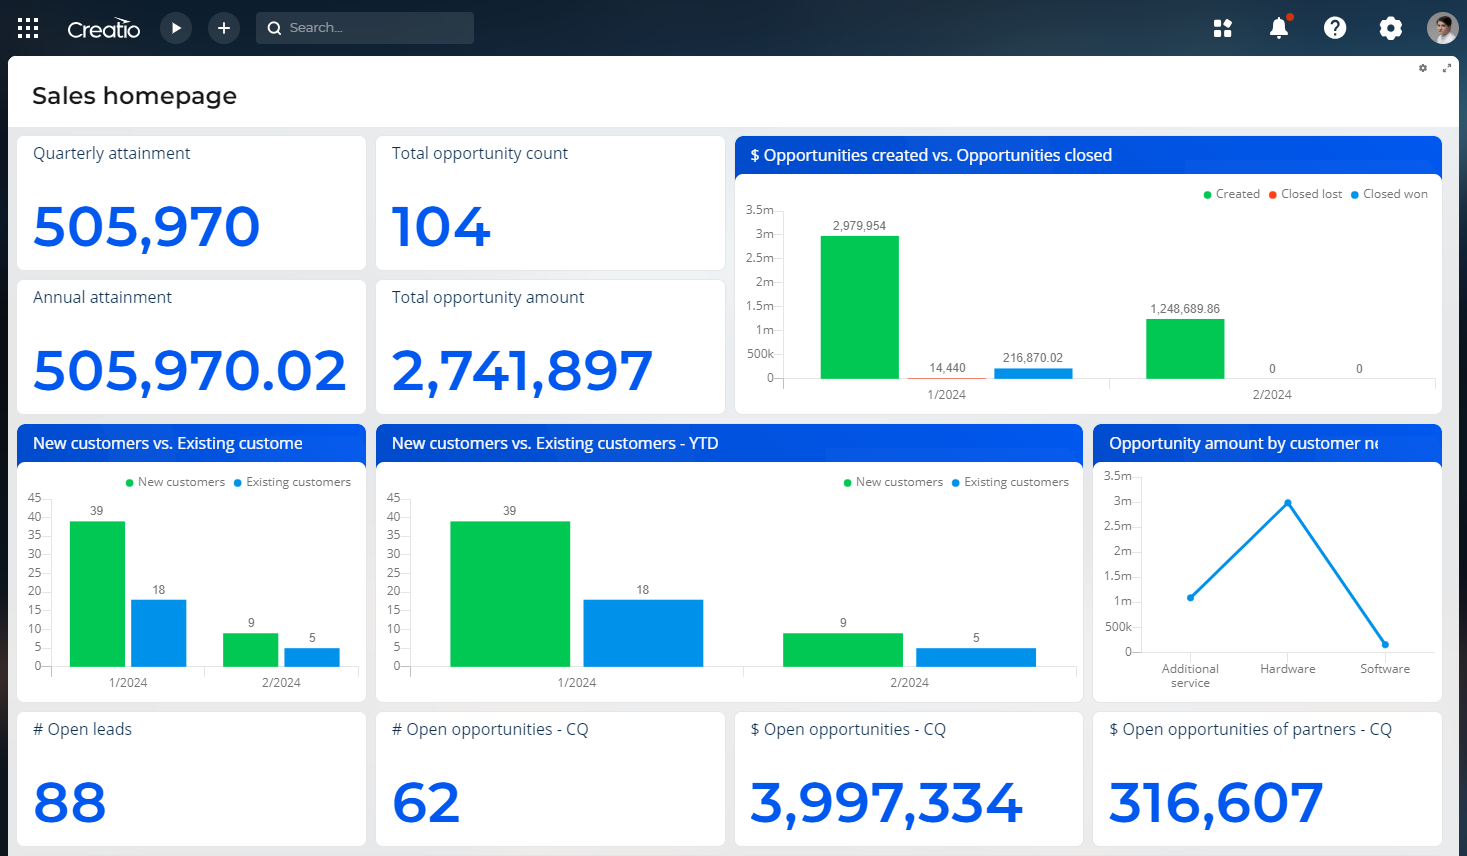 Creatio
Search...
Sales homepage
Quarterly attainment
505,970
Total opportunity count
104
Annual attainment
505,970.02
Total opportunity amount
2,741,897
$ Opportunities created vs. Opportunities closed
Created Closed lost Closed won
3.5m
3m
2.5m
2m
1.5m
1m
500k
0
2,979,954
14,440
216,870.02
1,248,689.86
0
0
1/2024
2/2024
New customers vs. Existing custome
New customers Existing customers
45
40
35
30
25
20
15
10
5
0
39
18
9
5
1/2024
2/2024
New customers vs. Existing customers - YTD
New customers Existing customers
45
40
35
30
25
20
15
10
5
0
39
18
9
5
1/2024
2/2024
Opportunity amount by customer ne
3.5m
3m
2.5m
2m
1.5m
1m
500k
0
Additional
service
Hardware
Software
# Open leads
88
# Open opportunities - CQ
62
$ Open opportunities - CQ
3,997,334
$ Open opportunities of partners - CQ
316,607